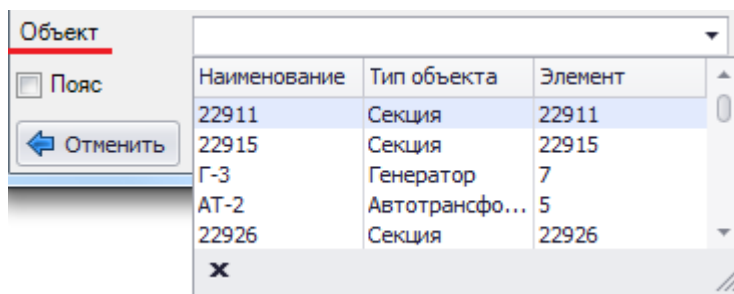 Объект
Наименование Тип объекта Элемент
Пояс
22911 Секция 22911
22915 Секция 22915
Отменить
Г-3 Генератор 7
АТ-2 Автотрансфо... 5
22926 Секция 22926
x